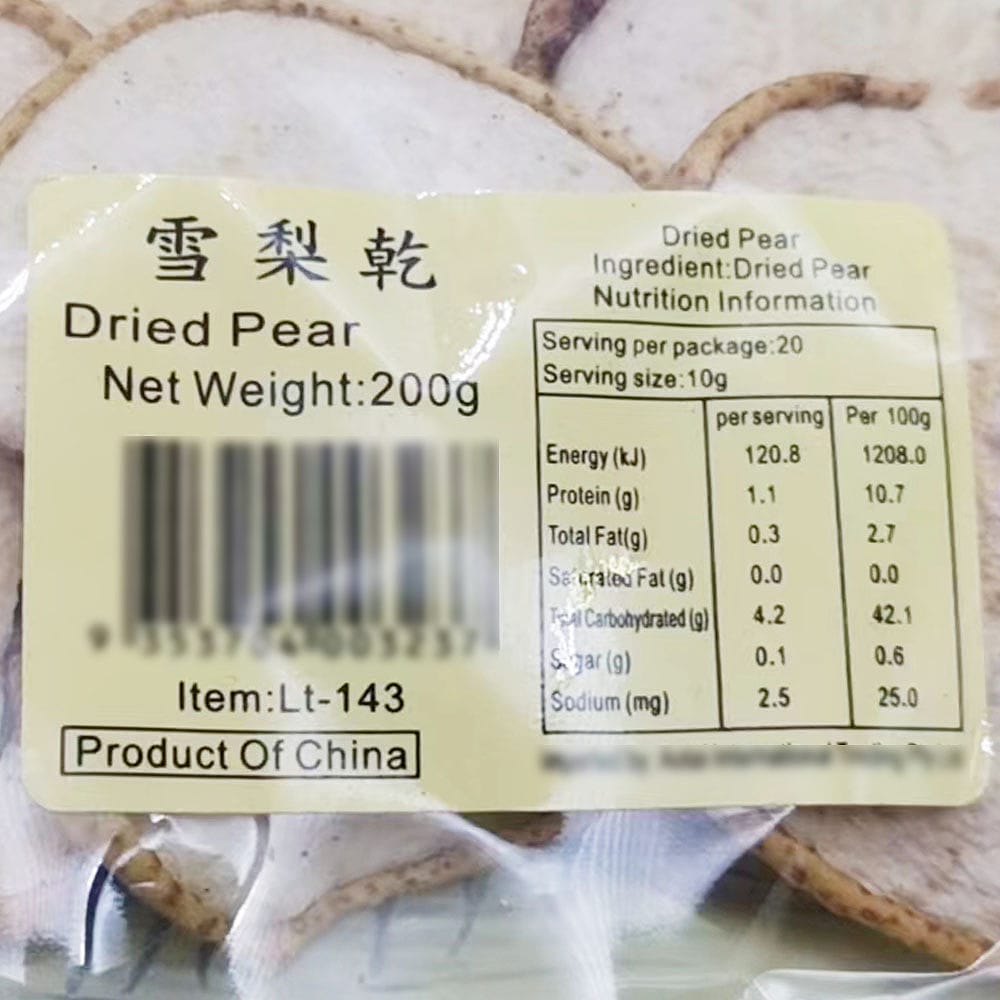 雪梨乾
Dried Pear
Net Weight:200g
Item:Lt-143
Product Of China
Dried Pear
Ingredient:Dried Pear
Nutrition Information
Serving per package:20
Serving size:10g
per serving Per 100g
Energy (kJ) 120.8 1208.0
Protein (g) 1.1 10.7
Total Fat(g) 0.3 2.7
Saturated Fat (g) 0.0 0.0
Total Carbohydrated (g) 4.2 42.1
Sugar (g) 0.1 0.6
Sodium (mg) 2.5 25.0